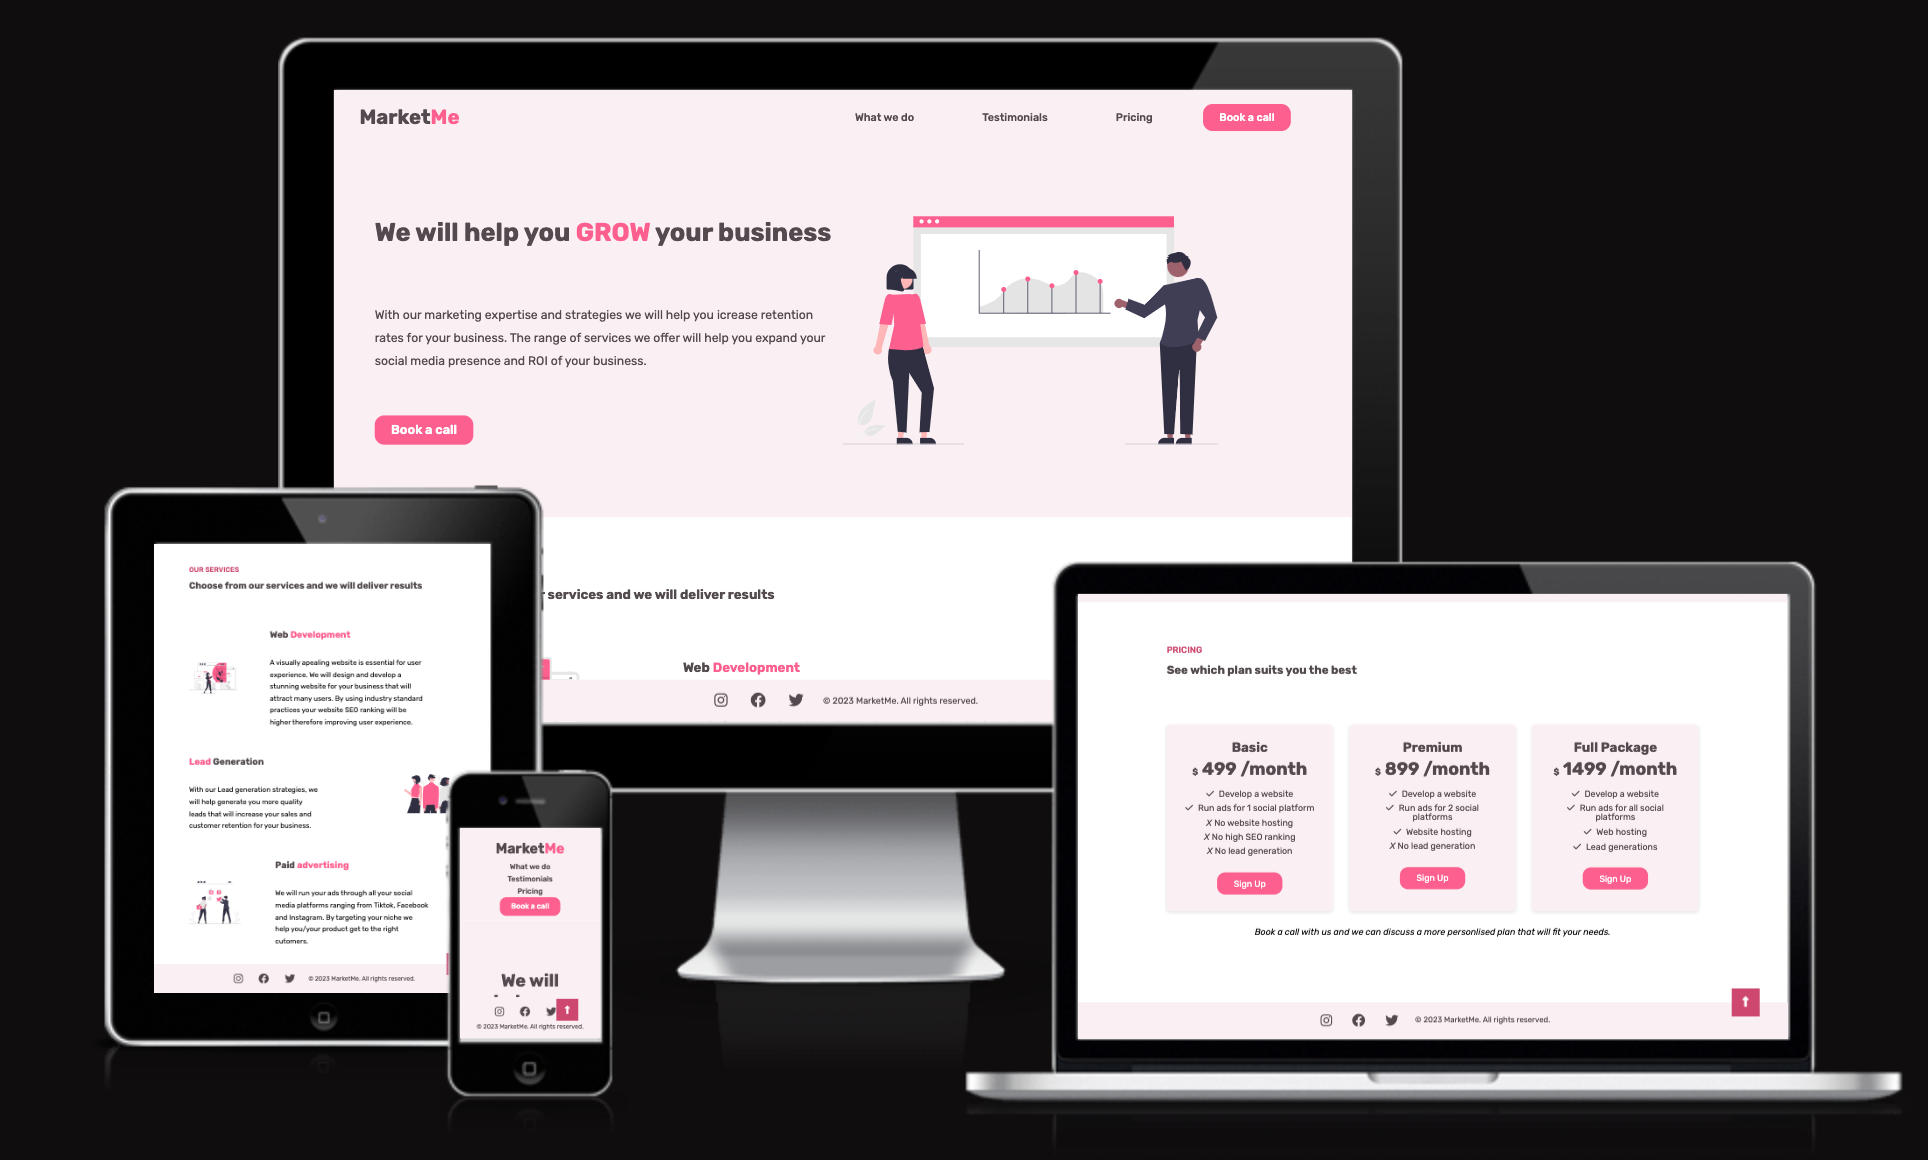 MarketMe
What we do
Testimonials
Pricing
Book a call
We will help you GROW your business
With our marketing expertise and strategies we will help you icrease retention
rates for your business. The range of services we offer will help you expand your
social media presence and ROI of your business.
Book a call
services and we will deliver results
Web Development
© 2023 MarketMe. All rights reserved.
OUR SERVICES
Choose from our services and we will deliver results
Web Development
A visually apealing website is essential for user
experience. We will design and develop a
stunning website for your business that will
attract many users. By using industry standard
practices your website SEO ranking will be
higher therefore improving user experience.
Lead Generation
With our Lead generation strategies, we
will help generate you more quality
leads that will increase your sales and
customer retention for your business.
Paid advertising
We will run your ads through all your social
media platforms ranging from Tiktok, Facebook
and Instagram. By targeting your niche we
help you/your product get to the right
cutomers.
© 2023 MarketMe. All rights reserved.
MarketMe
What we do
Testimonials
Pricing
Book a call
We will
© 2023 MarketMe. All rights reserved.
PRICING
See which plan suits you the best
Basic
$ 499 /month
✓ Develop a website
✓ Run ads for 1 social platform
X No website hosting
X No high SEO ranking
X No lead generation
Sign Up
Premium
$ 899 /month
✓ Develop a website
✓ Run ads for 2 social
platforms
✓ Website hosting
X No lead generation
Sign Up
Full Package
$ 1499 /month
✓ Develop a website
✓ Run ads for all social
platforms
✓ Web hosting
✓ Lead generations
Sign Up
Book a call with us and we can discuss a more personlised plan that will fit your needs.
© 2023 MarketMe. All rights reserved.